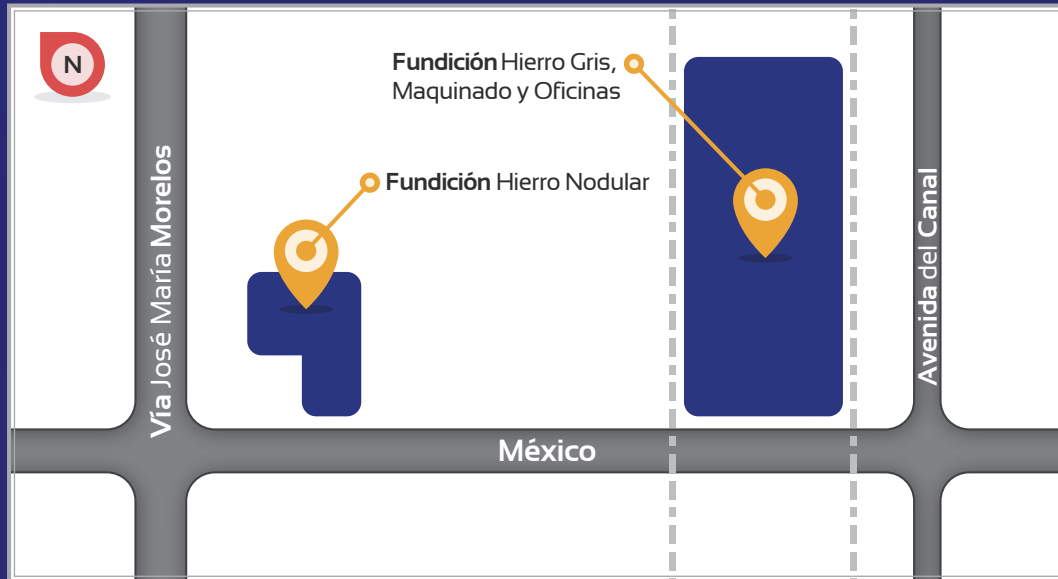 N
Fundición Hierro Gris,
Maquinado y Oficinas
Fundición Hierro Nodular
Vía José María Morelos
Avenida del Canal
México